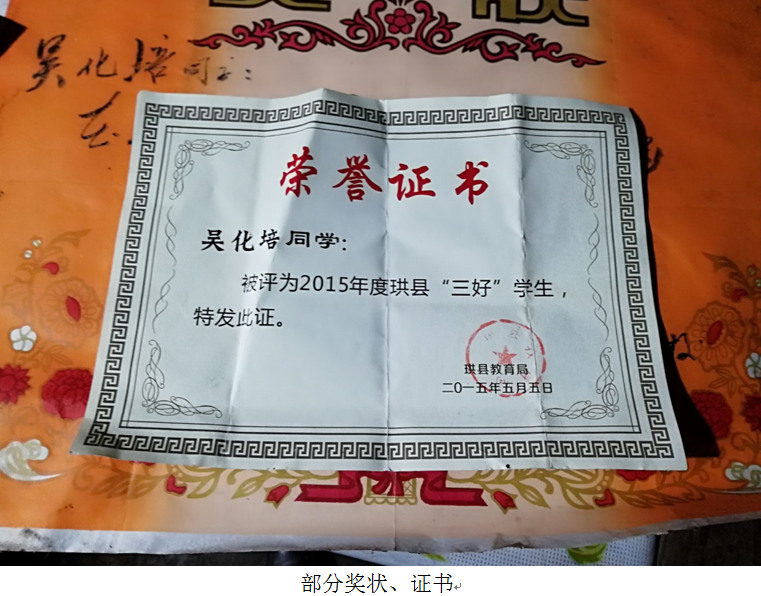 吴化培同学:
荣誉证书
吴化培同学:
被评为2015年度珙县“三好”学生，
特发此证。
珙县教育局
二〇一五年五月五日
部分奖状、证书